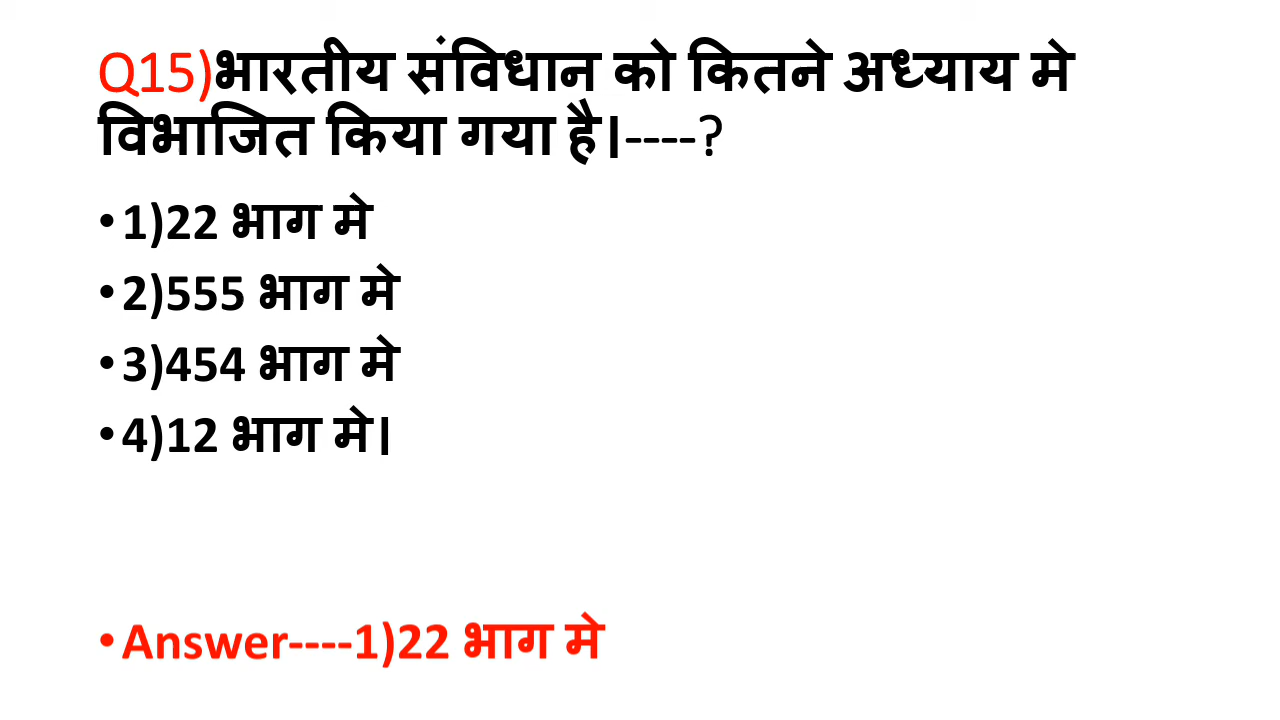 Q15)भारतीय संविधान को कितने अध्याय मे
विभाजित किया गया है।----?
•1)22 भाग मे
•2)555 भाग मे
•3)454 भाग मे
•4)12 भाग मे।
•Answer----1)22 भाग मे